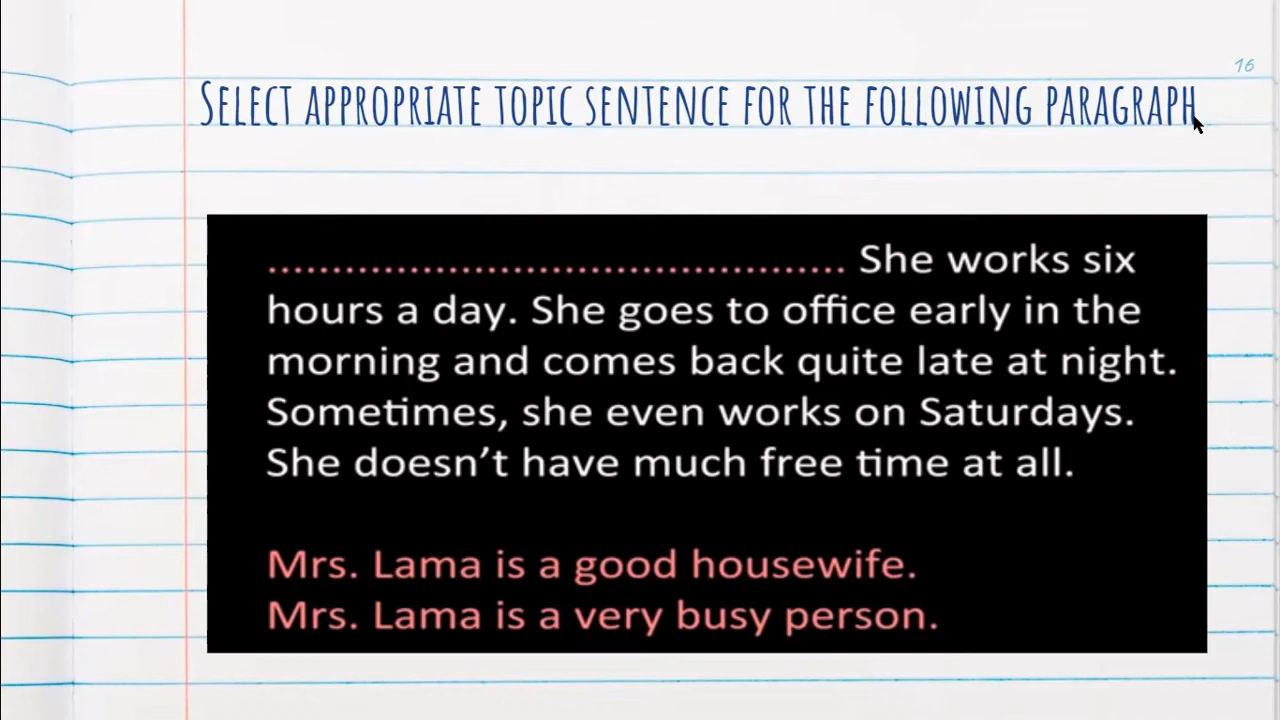 16
Select appropriate topic sentence for the following paragraph
............................................. She works six
hours a day. She goes to office early in the
morning and comes back quite late at night.
Sometimes, she even works on Saturdays.
She doesn’t have much free time at all.
Mrs. Lama is a good housewife.
Mrs. Lama is a very busy person.